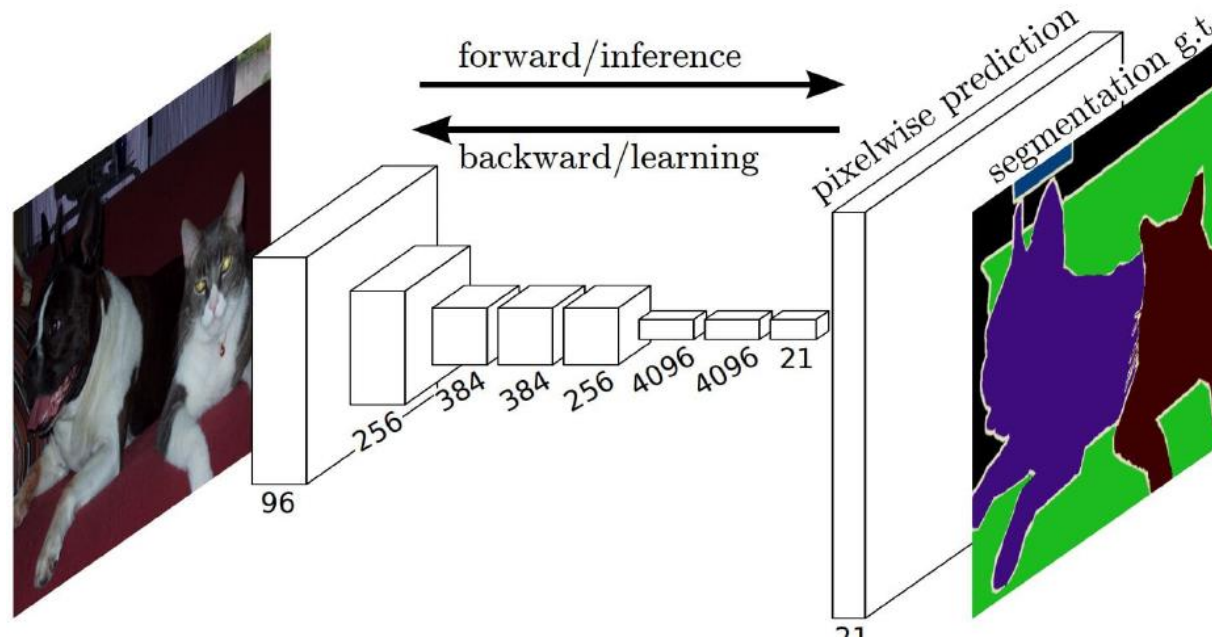 forward/inference
backward/learning
pixelwise prediction
segmentation g.t.
96
256
384
384
256
4096
4096
21
21